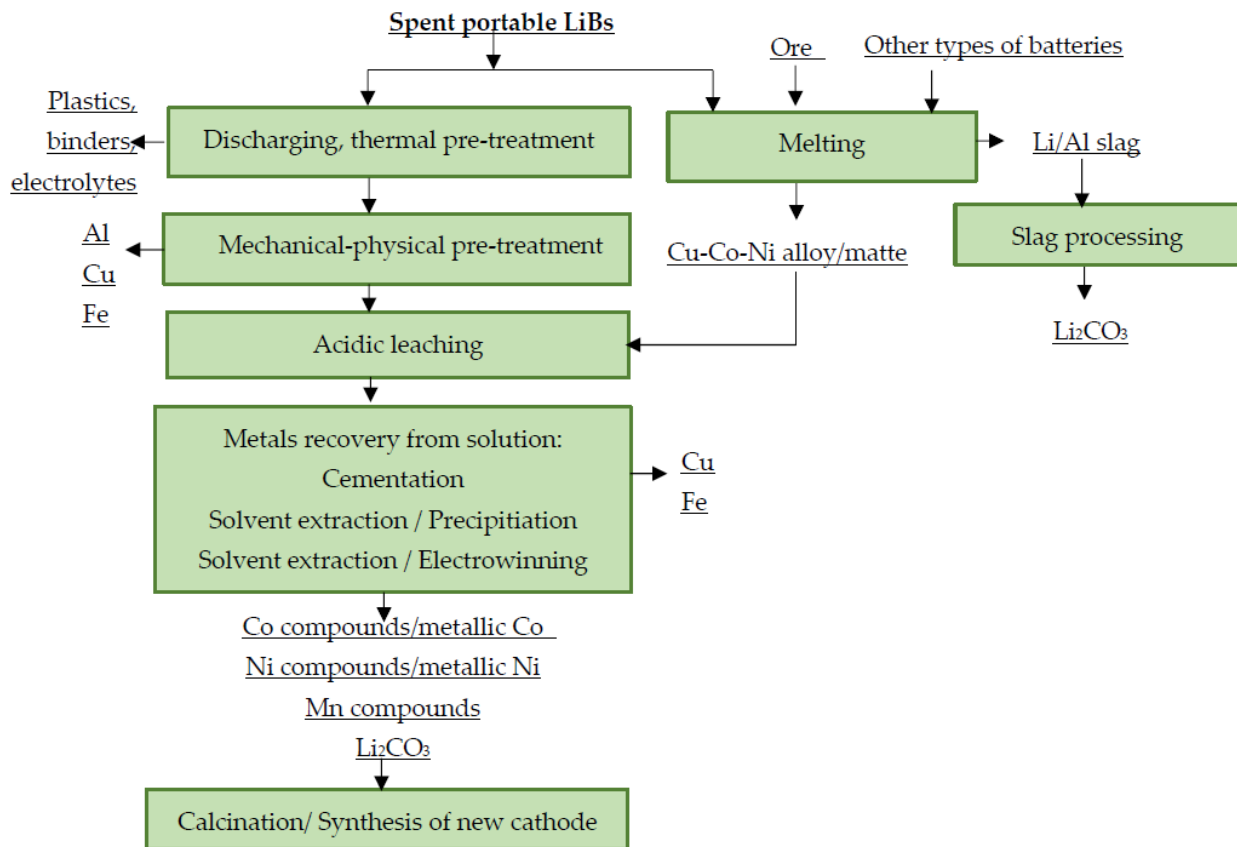 Spent portable LiBs
Ore
Other types of batteries
Plastics,
binders,
electrolytes
Discharging, thermal pre-treatment
Melting
Li/Al slag
Al
Cu
Fe
Mechanical-physical pre-treatment
Cu-Co-Ni alloy/matte
Slag processing
Li₂CO₃
Acidic leaching
Metals recovery from solution:
Cementation
Solvent extraction / Precipitiation
Solvent extraction / Electrowinning
Cu
Fe
Co compounds/metallic Co
Ni compounds/metallic Ni
Mn compounds
Li₂CO₃
Calcination/ Synthesis of new cathode